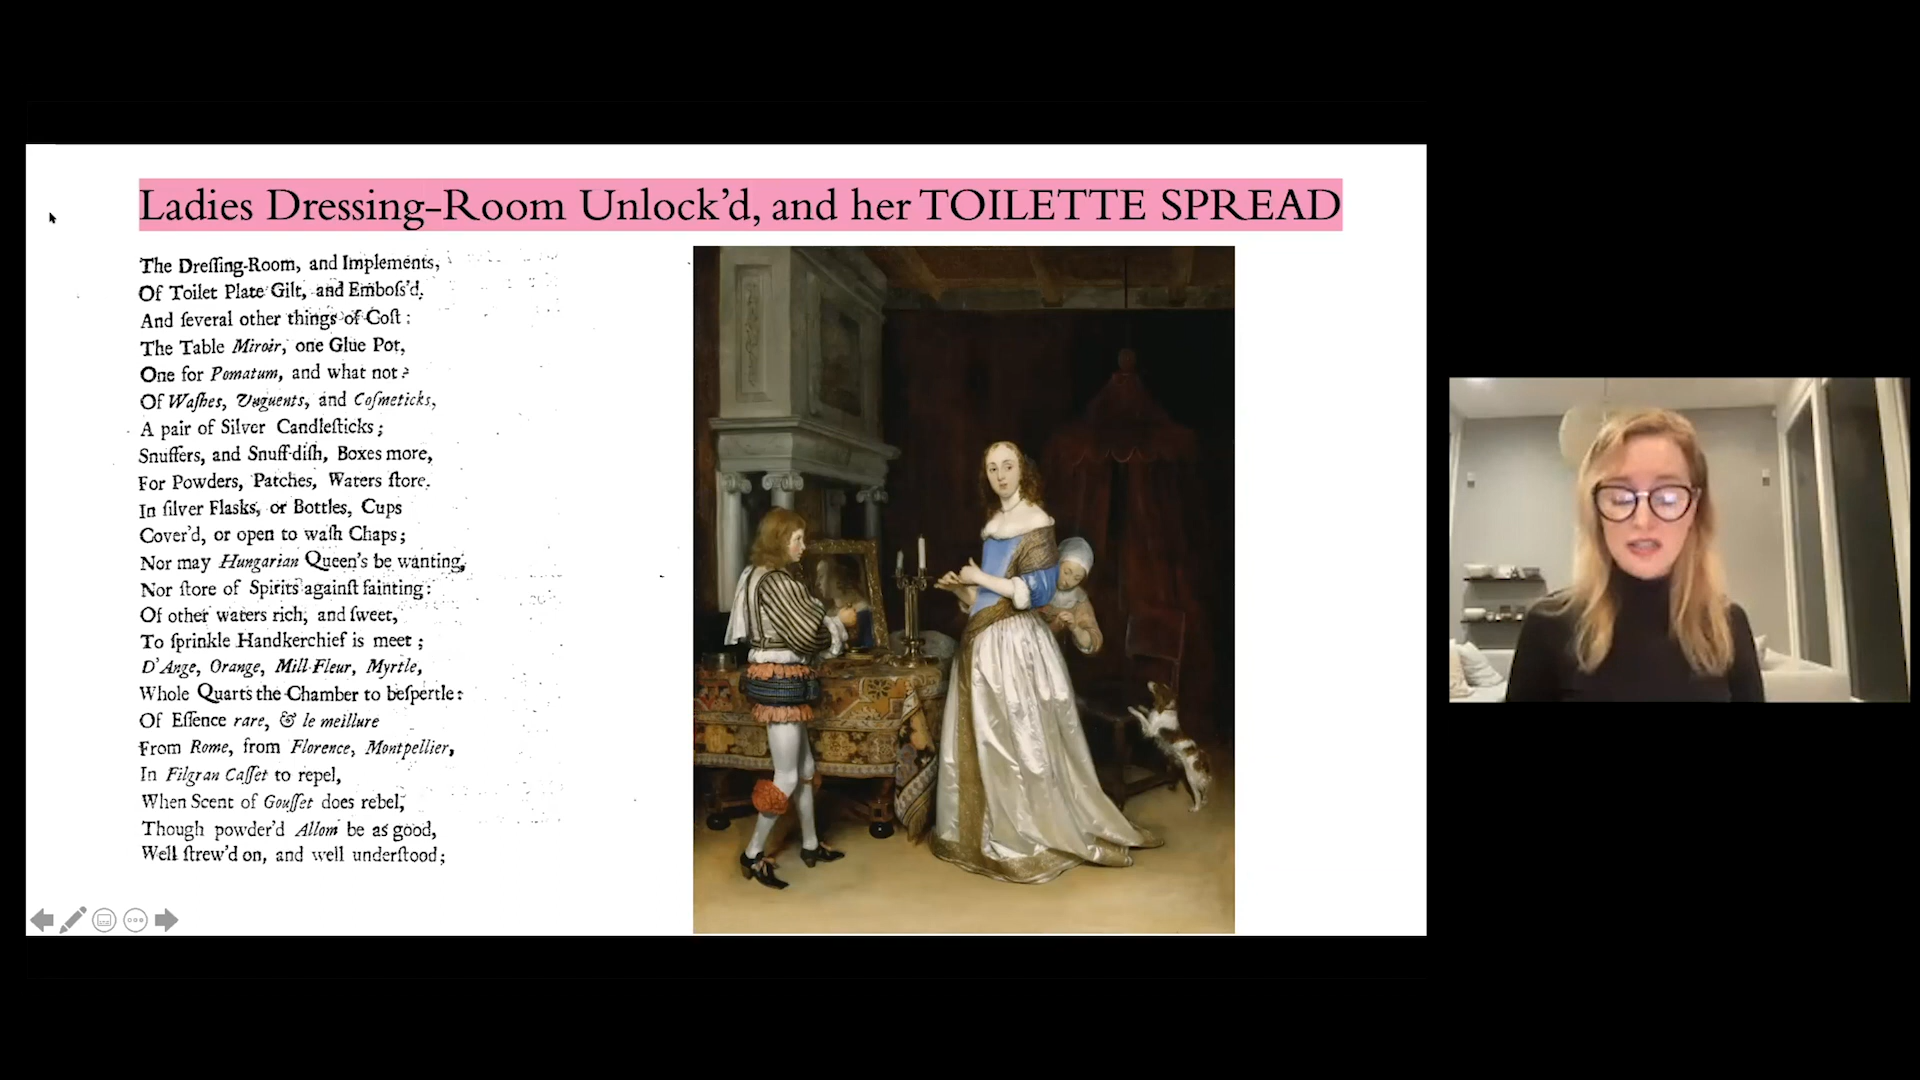 Ladies Dressing-Room Unlock’d, and her TOILETTE SPREAD
The Dreſſing-Room, and Implements,
Of Toilet Plate Gilt, and Emboſs’d,
And ſeveral other things of Coſt:
The Table Miroir, one Glue Pot,
One for Pomatum, and what not?
Of Waſhes, Unguents, and Coſmeticks,
A pair of Silver Candleſticks;
Snuffers, and Snuff-diſh, Boxes more,
For Powders, Patches, Waters ſtore,
In ſilver Flasks, or Bottles, Cups
Cover’d, or open to waſh Chaps;
Nor may Hungarian Queen’s be wanting,
Nor ſtore of Spirits againſt fainting:
Of other waters rich, and ſweet,
To ſprinkle Handkerchief is meet;
D’Ange, Orange, Mill-Fleur, Myrtle,
Whole Quarts the Chamber to beſpertle:
Of Eſſence rare, & le meillure
From Rome, from Florence, Montpellier,
In Filgran Caſſet to repel,
When Scent of Gouſſet does rebel,
Though powder’d Allom be as good,
Well ſtrew’d on, and well underſtood;